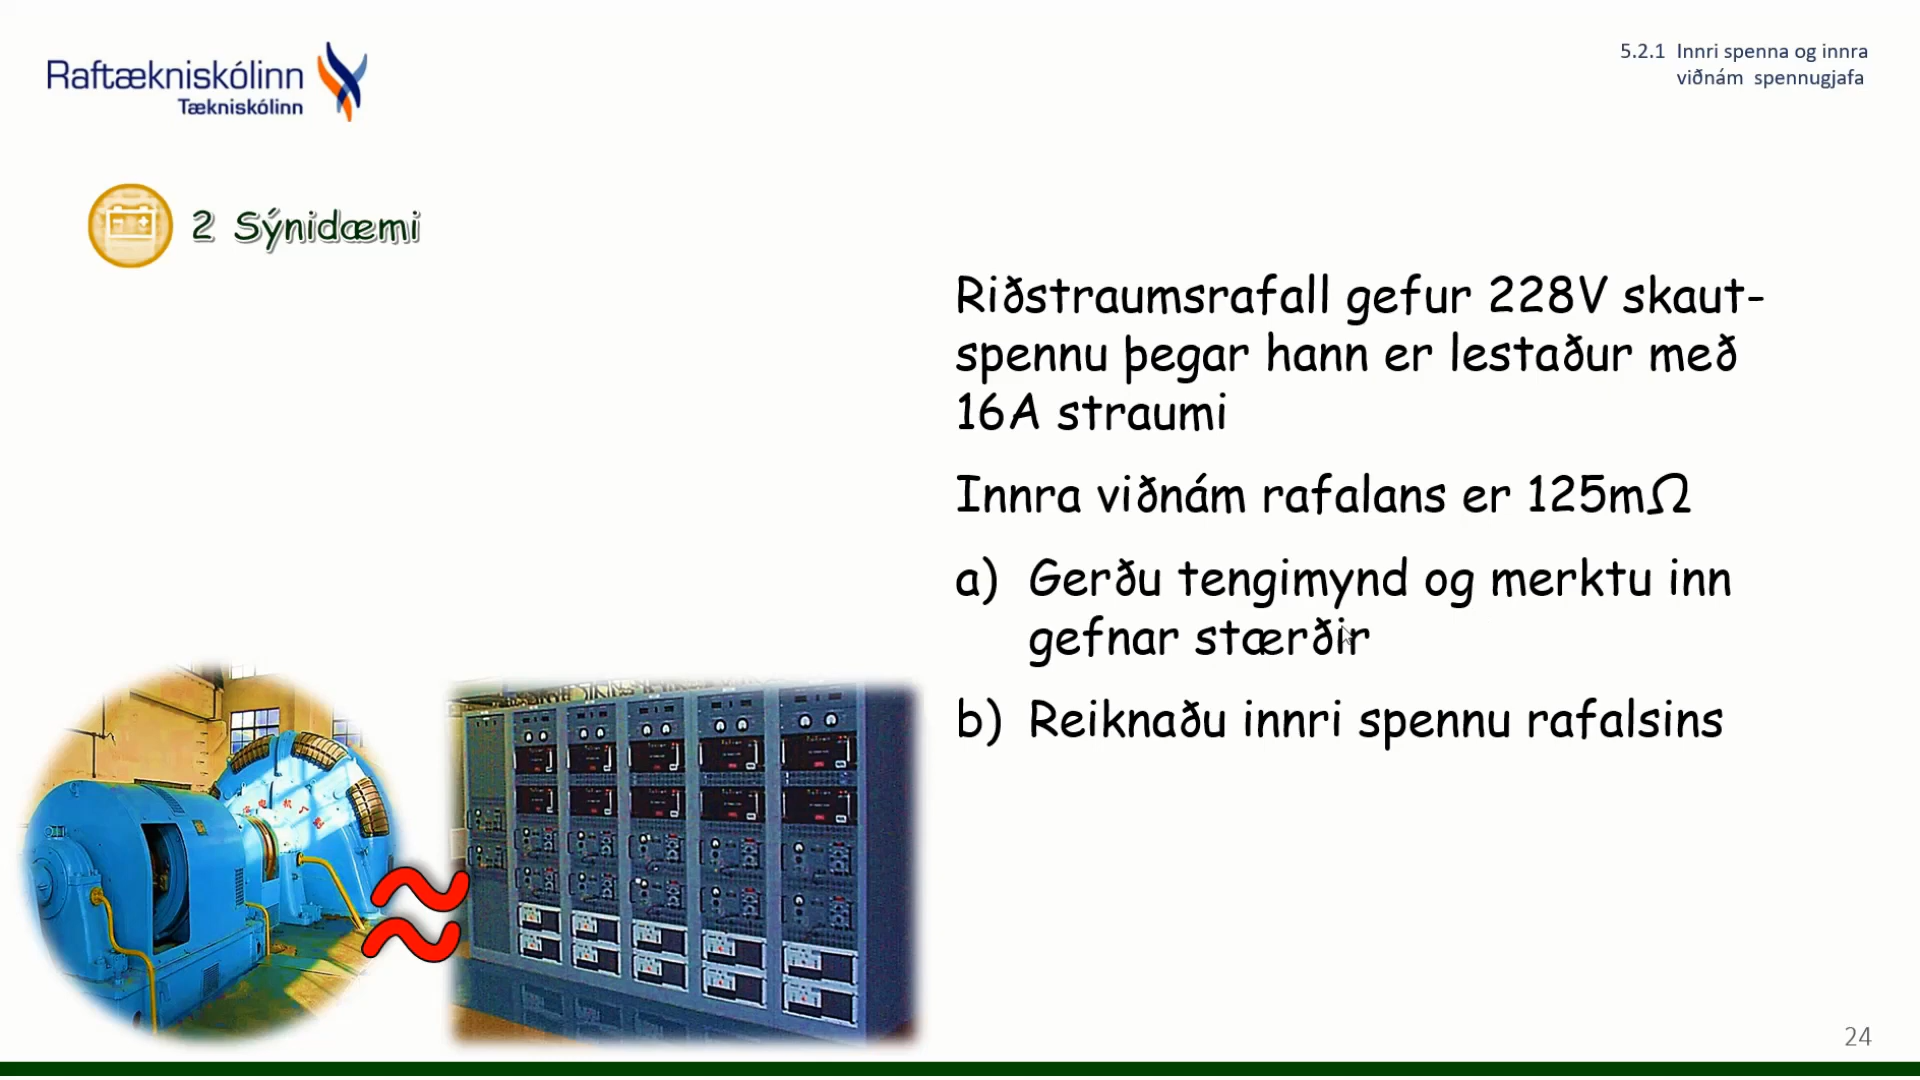 Raftækniskólinn
Tækniskólinn
5.2.1 Innri spenna og innra
viðnám spennugjafa
2 Sýnidæmi
Riðstraumsrafall gefur 228V skaut-
spennu þegar hann er lestaður með
16A straumi
Innra viðnám rafalans er 125mΩ
a) Gerðu tengimynd og merktu inn
gefnar stærðir
b) Reiknaðu innri spennu rafalsins
24